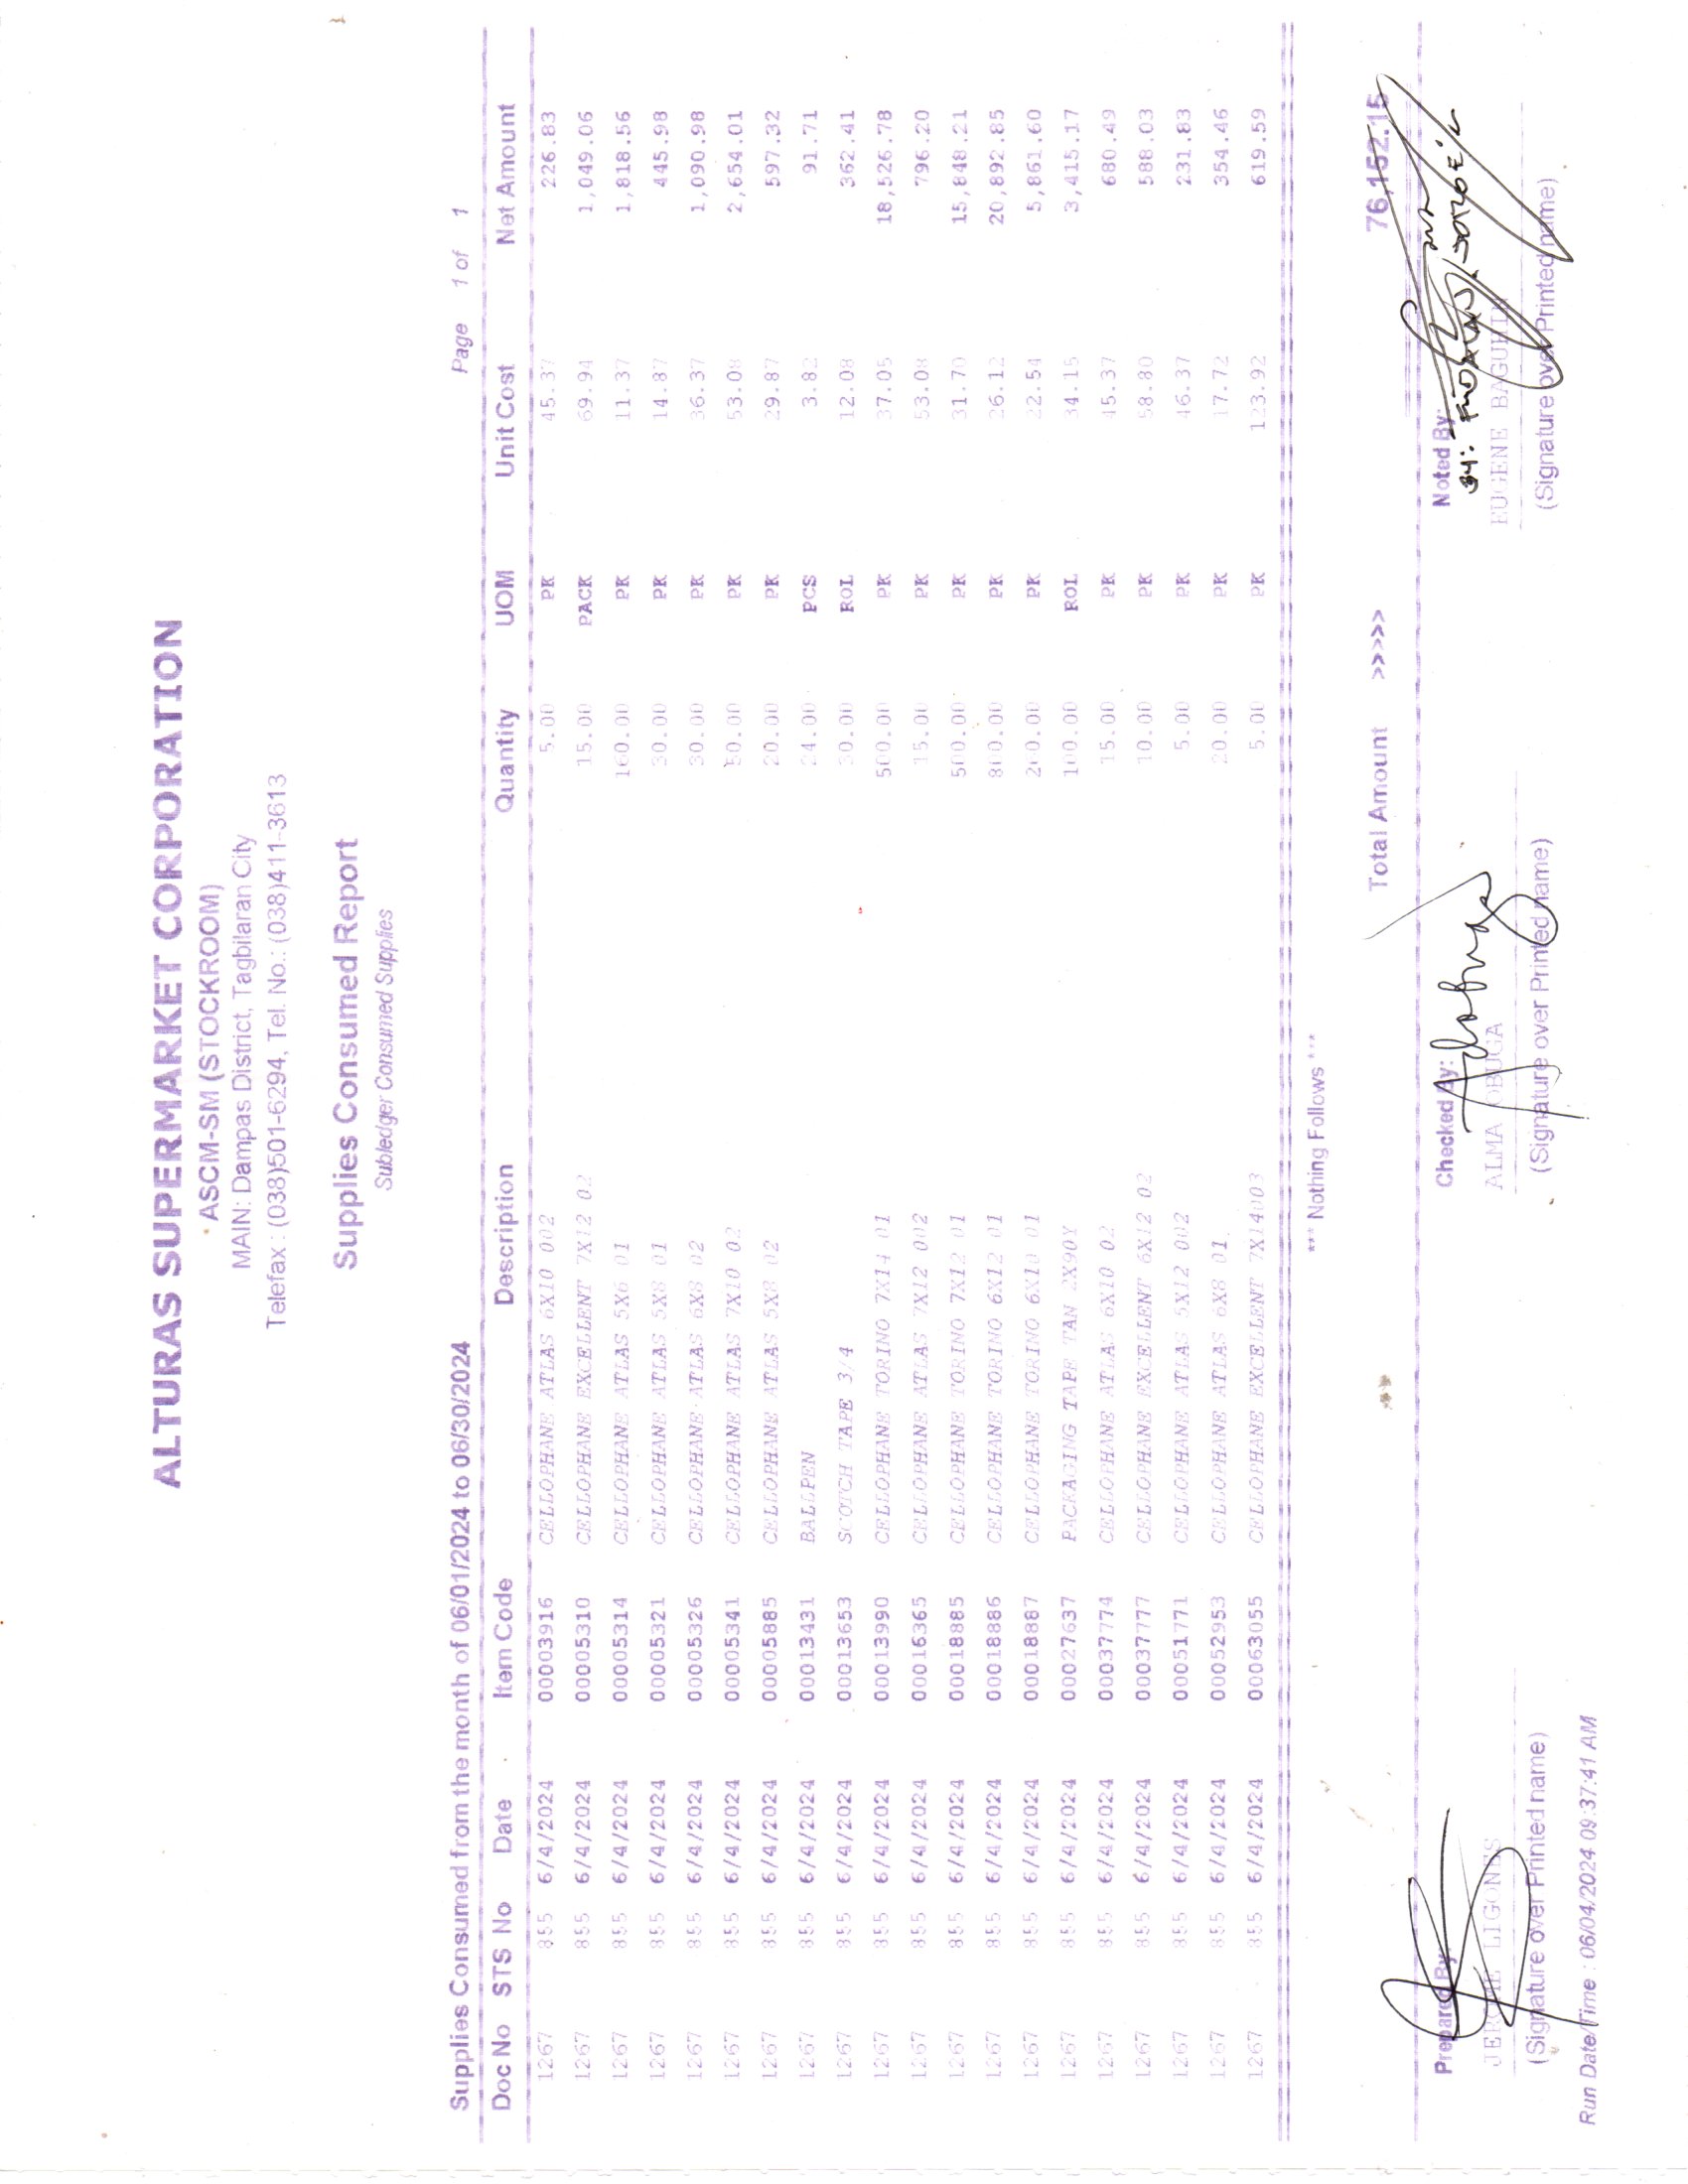 ALTURAS SUPERMARKET CORPORATION
ASCM-SM (STOCKROOM)
MAIN: Dampas District, Tagbilaran City
Telefax : (038)501-6294, Tel. No.: (038)411-3613
Supplies Consumed Report
Subledger Consumed Supplies
Page 1 of 1
Supplies Consumed from the month of 06/01/2024 to 06/30/2024
Doc No STS No Date Item Code Description Quantity UOM Unit Cost Net Amount
1267 855 6/4/2024 00003916 CELLOPHANE ATLAS 6X10 002 5.00 PK 45.37 226.83
1267 855 6/4/2024 00005310 CELLOPHANE EXCELLENT 7X12 02 15.00 PACK 69.94 1,049.06
1267 855 6/4/2024 00005314 CELLOPHANE ATLAS 5X6 01 160.00 PK 11.37 1,818.56
1267 855 6/4/2024 00005321 CELLOPHANE ATLAS 5X8 01 30.00 PK 14.87 445.98
1267 855 6/4/2024 00005326 CELLOPHANE ATLAS 6X8 02 30.00 PK 36.37 1,090.98
1267 855 6/4/2024 00005341 CELLOPHANE ATLAS 7X10 02 50.00 PK 53.08 2,654.01
1267 855 6/4/2024 00005885 CELLOPHANE ATLAS 5X8 02 20.00 PK 29.87 597.32
1267 855 6/4/2024 00013431 BALLPEN 24.00 PCS 3.82 91.71
1267 855 6/4/2024 00013653 SCOTCH TAPE 3/4 30.00 ROL 12.08 362.41
1267 855 6/4/2024 00013990 CELLOPHANE TORINO 7X14 01 500.00 PK 37.05 18,526.78
1267 855 6/4/2024 00016365 CELLOPHANE ATLAS 7X12 002 15.00 PK 53.08 796.20
1267 855 6/4/2024 00018885 CELLOPHANE TORINO 7X12 01 500.00 PK 31.70 15,848.21
1267 855 6/4/2024 00018886 CELLOPHANE TORINO 6X12 01 800.00 PK 26.12 20,892.85
1267 855 6/4/2024 00018887 CELLOPHANE TORINO 6X10 01 260.00 PK 22.54 5,861.60
1267 855 6/4/2024 00027637 PACKAGING TAPE TAN 2X90Y 100.00 ROL 34.15 3,415.17
1267 855 6/4/2024 00037774 CELLOPHANE ATLAS 6X10 02 15.00 PK 45.37 680.49
1267 855 6/4/2024 00037777 CELLOPHANE EXCELLENT 6X12 02 10.00 PK 58.80 588.03
1267 855 6/4/2024 00051771 CELLOPHANE ATLAS 5X12 002 5.00 PK 46.37 231.83
1267 855 6/4/2024 00052953 CELLOPHANE ATLAS 6X8 01 20.00 PK 17.72 354.46
1267 855 6/4/2024 00063055 CELLOPHANE EXCELLENT 7X14003 5.00 PK 123.92 619.59
*** Nothing Follows ***
Total Amount >>>>> 76,152.15
Prepared By: Checked By: Noted By:
JEROME LIGONES ALMA OBUGA EUGENE
(Signature over Printed name) (Signature over Printed name) (Signature over Printed name)
Run Date/Time : 06/04/2024 09:37:41 AM